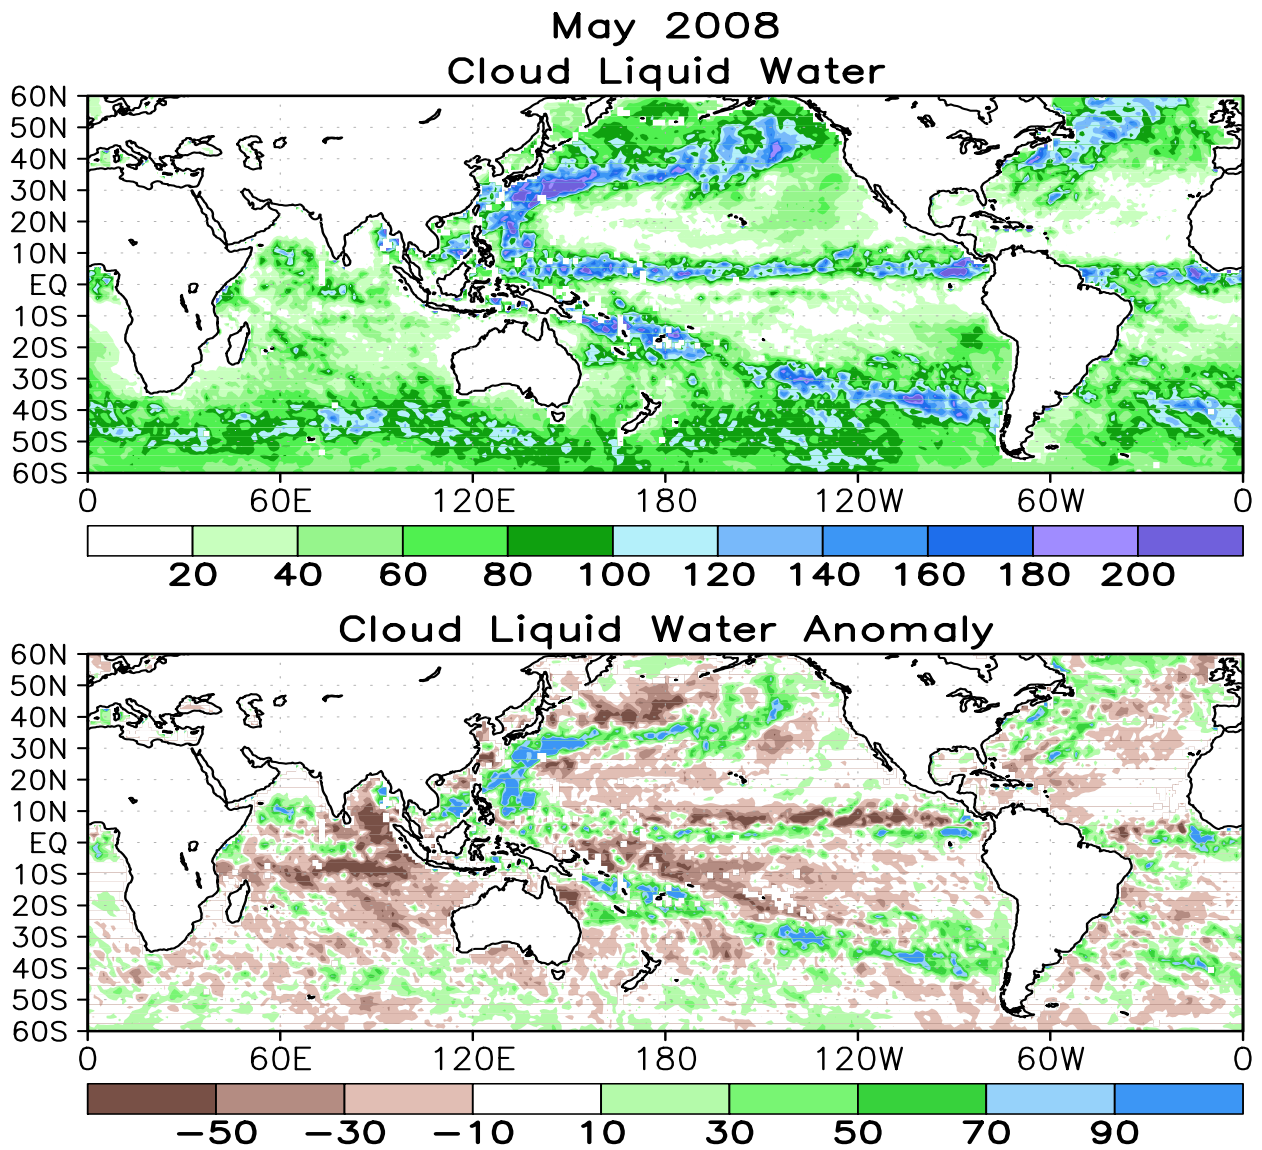 May 2008
Cloud Liquid Water
60N
50N
40N
30N
20N
10N
EQ
10S
20S
30S
40S
50S
60S
0 60E 120E 180 120W 60W 0
20 40 60 80 100 120 140 160 180 200
Cloud Liquid Water Anomaly
60N
50N
40N
30N
20N
10N
EQ
10S
20S
30S
40S
50S
60S
0 60E 120E 180 120W 60W 0
−50 −30 −10 10 30 50 70 90